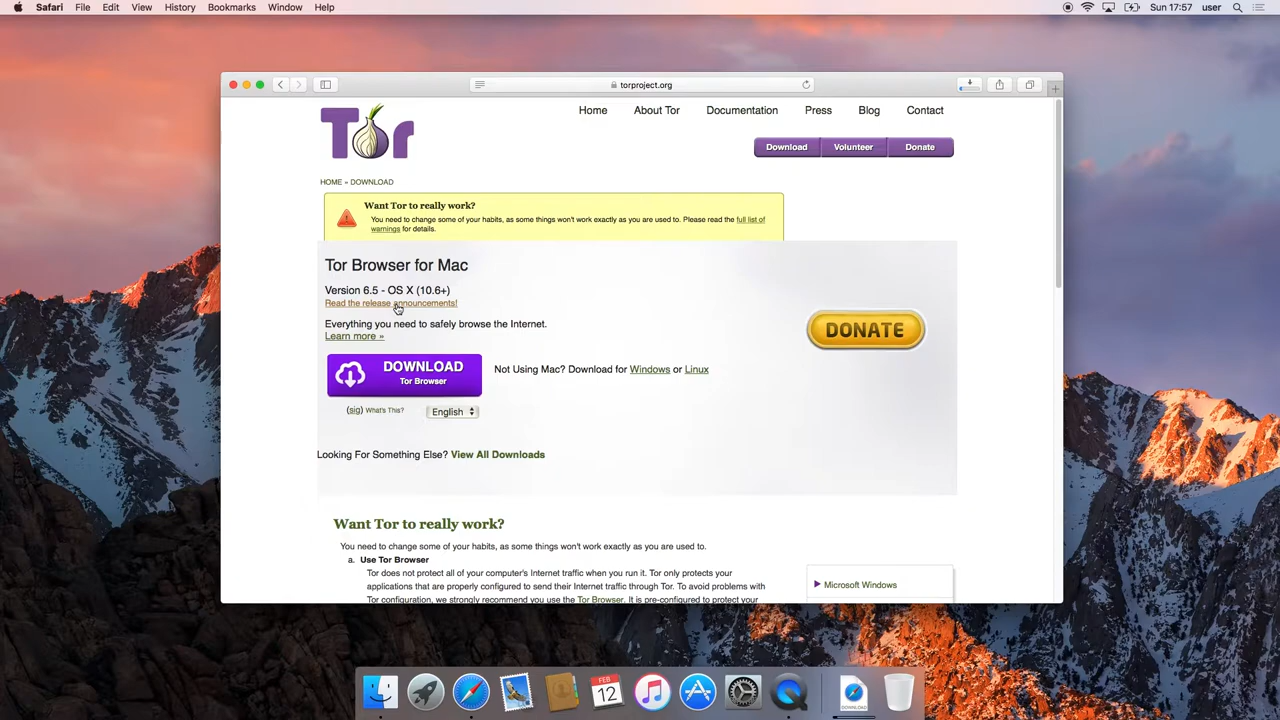 Safari File Edit View History Bookmarks Window Help Sun 17:57 user
torproject.org
Tor
Home About Tor Documentation Press Blog Contact
Download Volunteer Donate
HOME » DOWNLOAD
Want Tor to really work?
You need to change some of your habits, as some things won't work exactly as you are used to. Please read the full list of
warnings for details.
Tor Browser for Mac
Version 6.5 - OS X (10.6+)
Read the release announcements!
Everything you need to safely browse the Internet.
Learn more »
DONATE
DOWNLOAD
Tor Browser
Not Using Mac? Download for Windows or Linux
(sig) What's This? English
Looking For Something Else? View All Downloads
Want Tor to really work?
You need to change some of your habits, as some things won't work exactly as you are used to.
a. Use Tor Browser
Tor does not protect all of your computer's Internet traffic when you run it. Tor only protects your
applications that are properly configured to send their Internet traffic through Tor. To avoid problems with
Tor configuration, we strongly recommend you use the Tor Browser. It is pre-configured to protect your
Microsoft Windows
FEB
12
DOWNLOAD